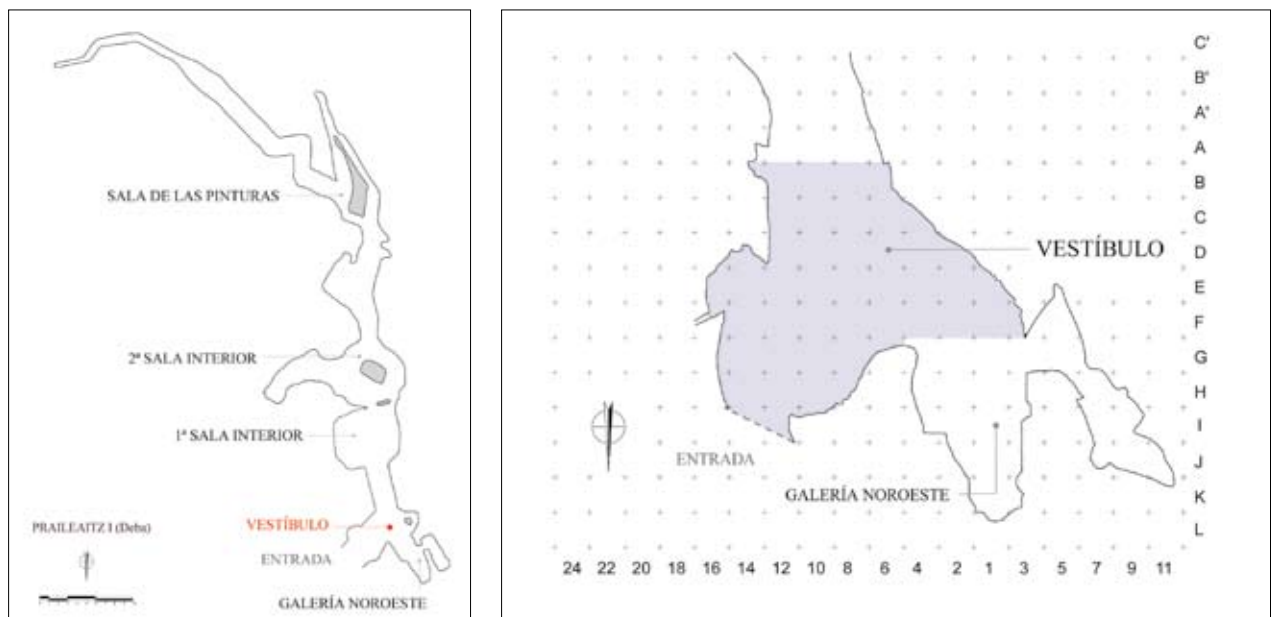 SALA DE LAS PINTURAS
2ª SALA INTERIOR
1ª SALA INTERIOR
VESTÍBULO
PRAILEAITZ I (Deba)
ENTRADA
GALERÍA NOROESTE
C'
B'
A'
A
B
C
VESTÍBULO
D
E
F
G
H
I
ENTRADA
J
GALERÍA NOROESTE
K
L
24 22 20 18 16 14 12 10 8 6 4 2 1 3 5 7 9 11